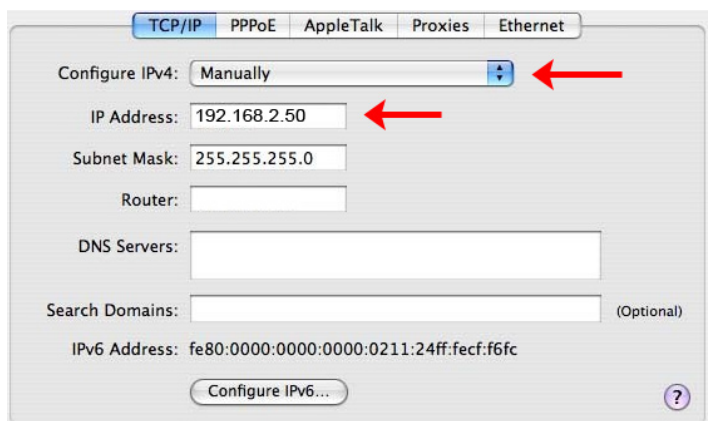 TCP/IP PPPoE AppleTalk Proxies Ethernet
Configure IPv4: Manually
IP Address: 192.168.2.50
Subnet Mask: 255.255.255.0
Router:
DNS Servers:
Search Domains: (Optional)
IPv6 Address: fe80:0000:0000:0000:0211:24ff:fecf:f6fc
Configure IPv6... ?